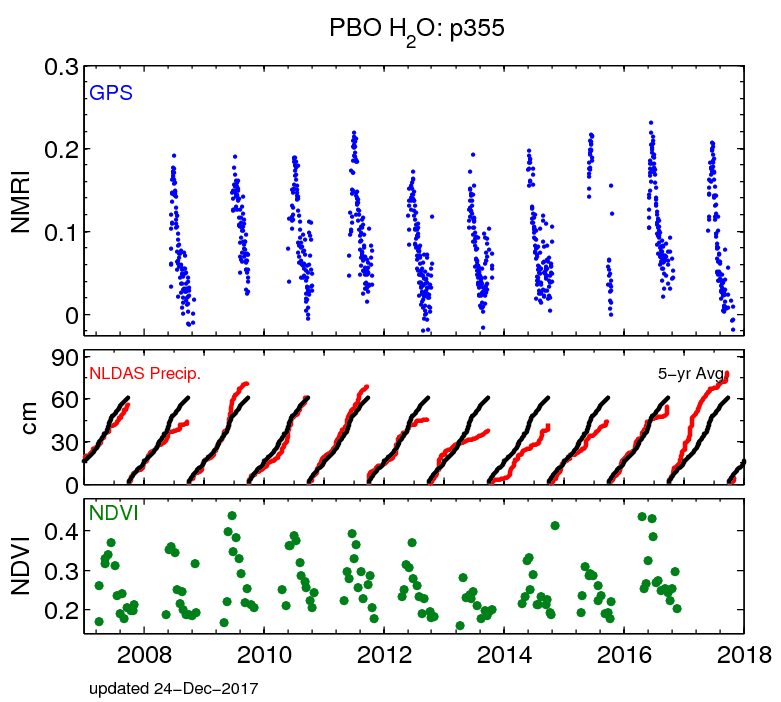 PBO H2O: p355
0.3
GPS
0.2
NMRI
0.1
0
90
NLDAS Precip.
5-yr Avg.
60
cm
30
0
NDVI
0.4
NDVI
0.3
0.2
2008 2010 2012 2014 2016 2018
updated 24-Dec-2017